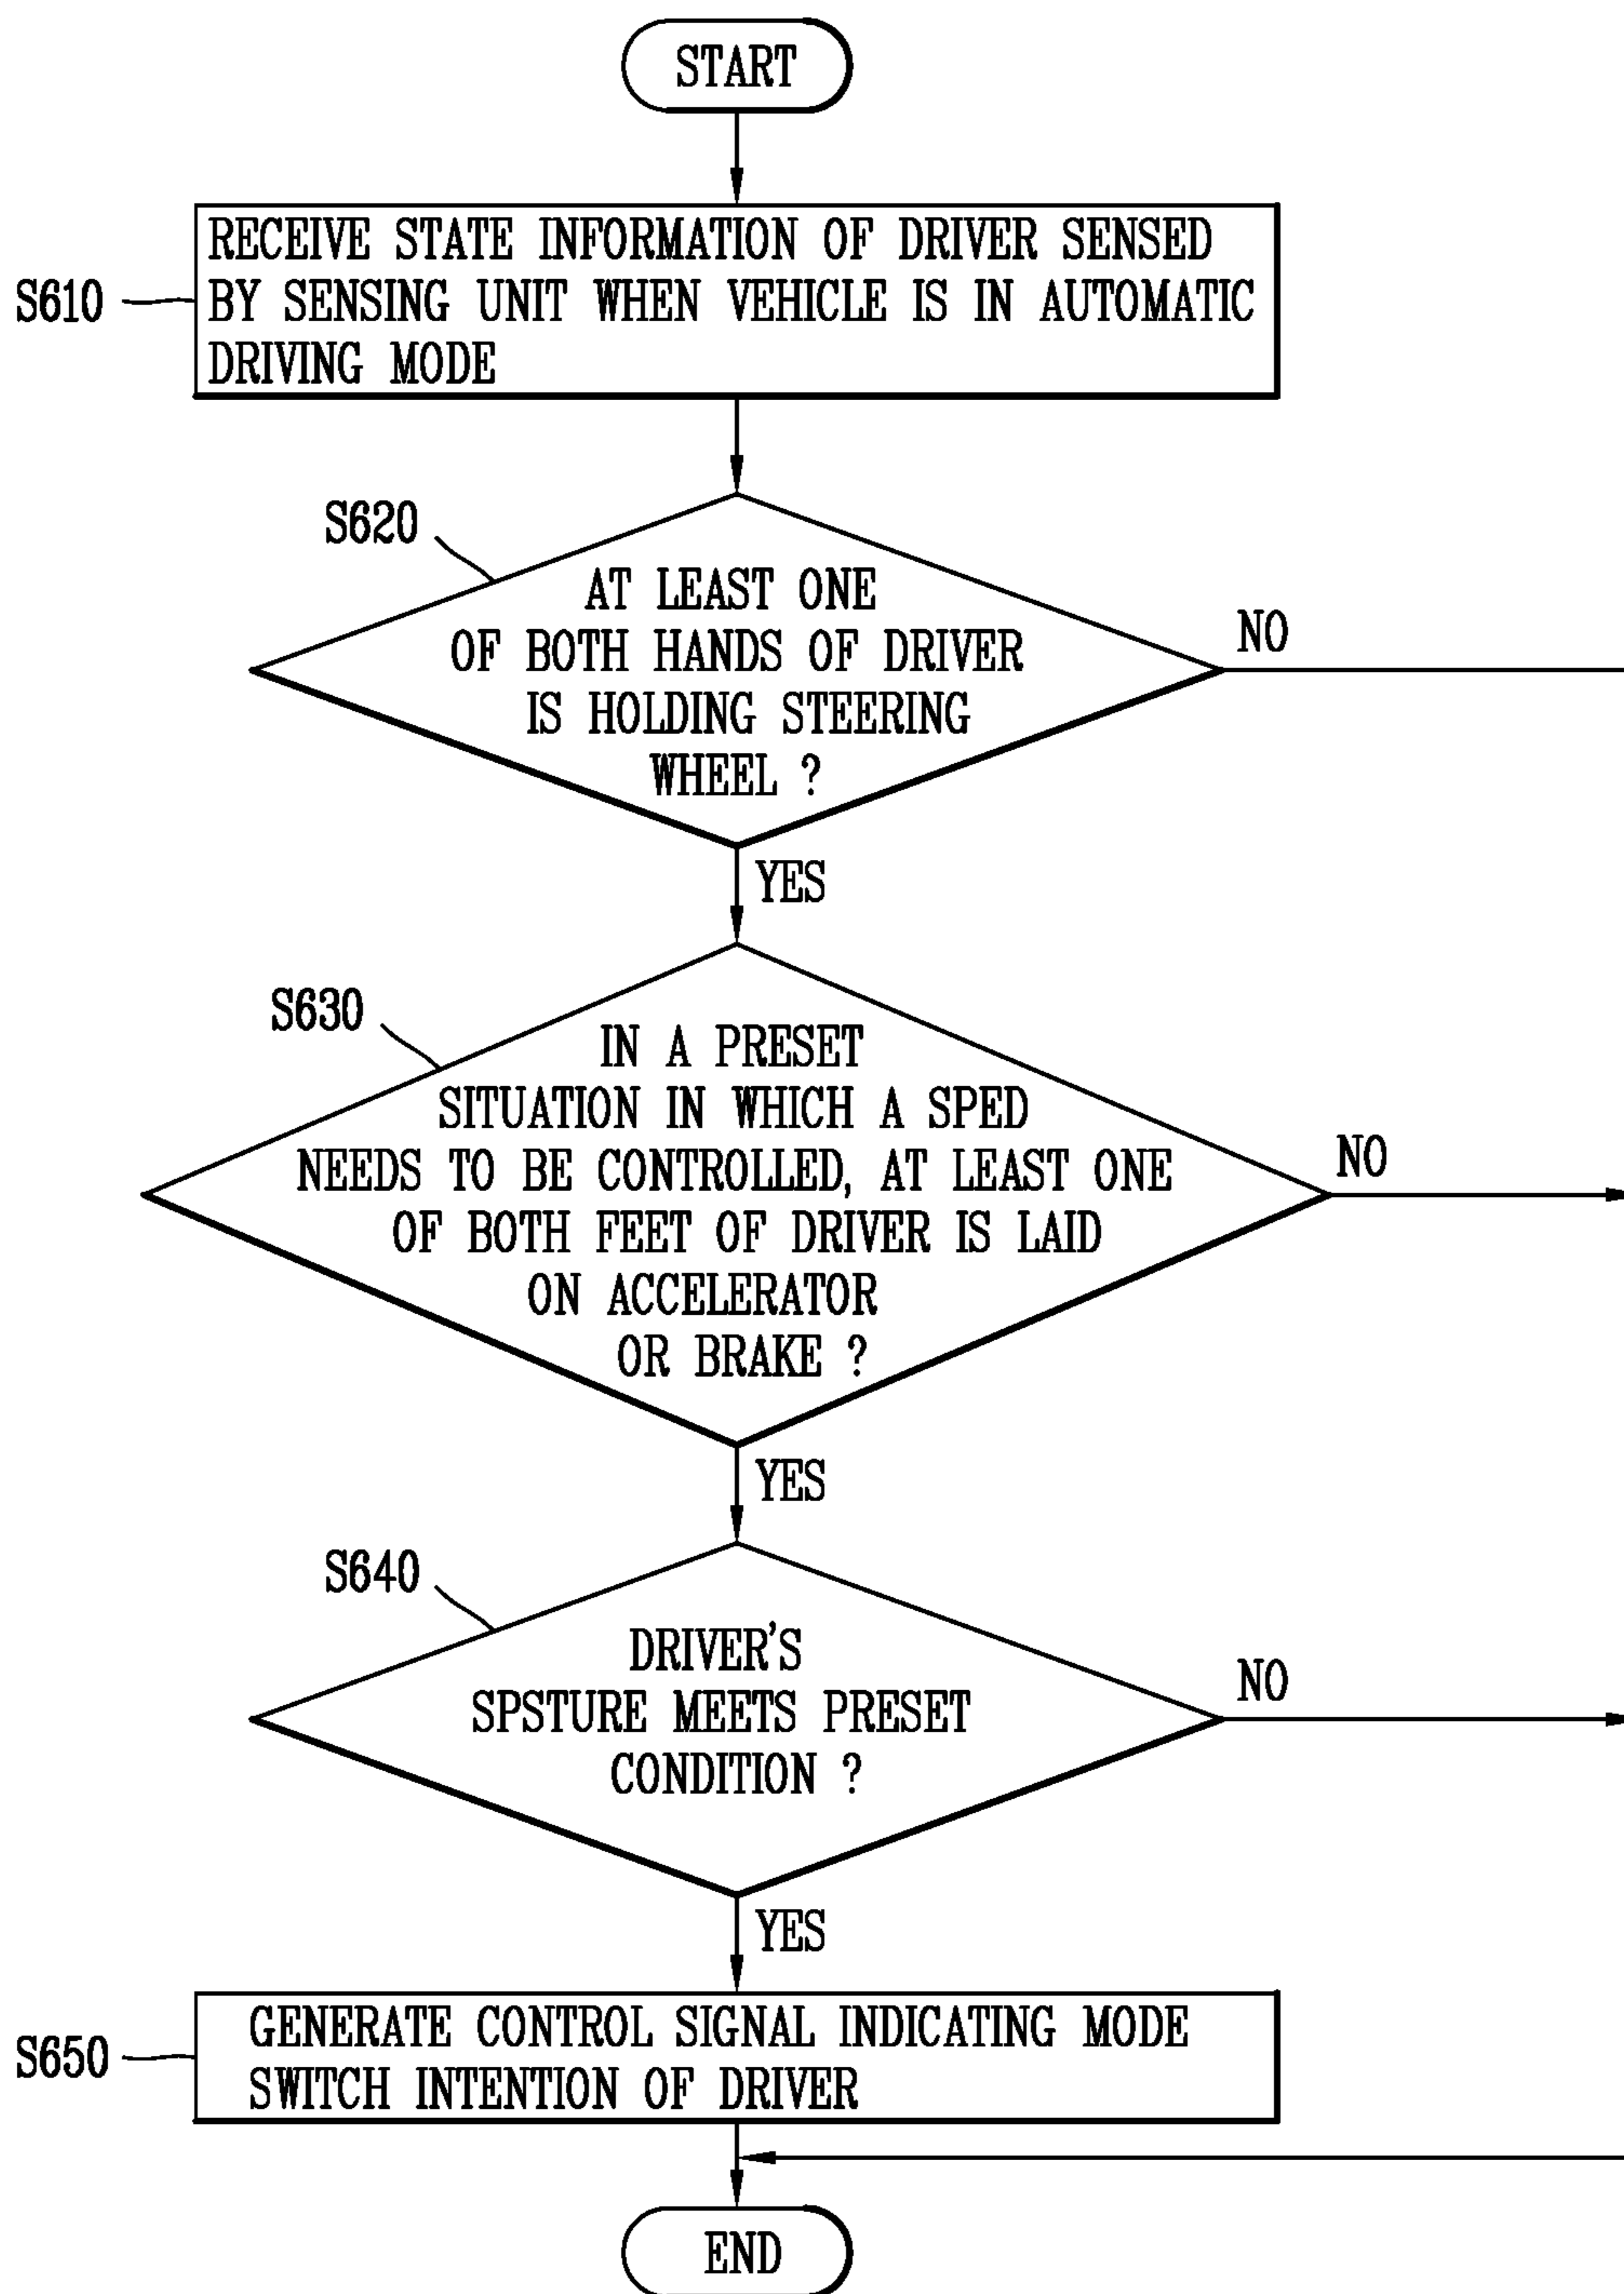 START
RECEIVE STATE INFORMATION OF DRIVER SENSED
BY SENSING UNIT WHEN VEHICLE IS IN AUTOMATIC
DRIVING MODE
S610
S620
AT LEAST ONE
OF BOTH HANDS OF DRIVER
IS HOLDING STEERING
WHEEL ?
NO
YES
S630
IN A PRESET
SITUATION IN WHICH A SPED
NEEDS TO BE CONTROLLED, AT LEAST ONE
OF BOTH FEET OF DRIVER IS LAID
ON ACCELERATOR
OR BRAKE ?
NO
YES
S640
DRIVER'S
SPSTURE MEETS PRESET
CONDITION ?
NO
YES
S650
GENERATE CONTROL SIGNAL INDICATING MODE
SWITCH INTENTION OF DRIVER
END